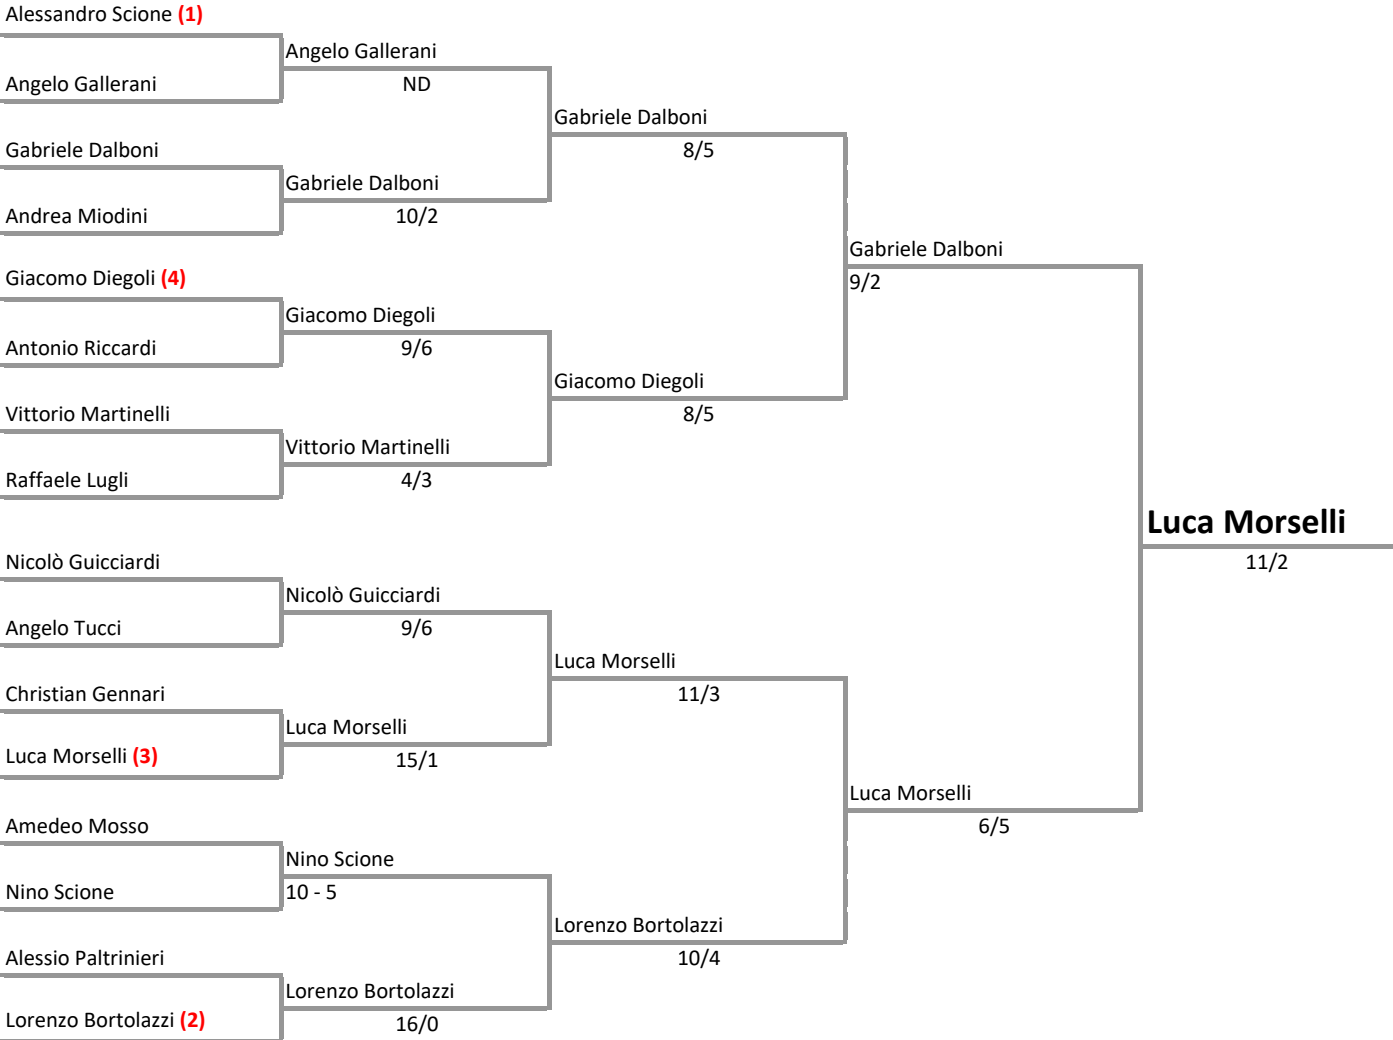 Alessandro Scione (1)
Angelo Gallerani
Angelo Gallerani
ND
Gabriele Dalboni
8/5
Gabriele Dalboni
Gabriele Dalboni
10/2
Andrea Miodini
Gabriele Dalboni
9/2
Giacomo Diegoli (4)
Giacomo Diegoli
9/6
Antonio Riccardi
Giacomo Diegoli
8/5
Vittorio Martinelli
Vittorio Martinelli
4/3
Raffaele Lugli
Luca Morselli
11/2
Nicolò Guicciardi
Nicolò Guicciardi
9/6
Angelo Tucci
Luca Morselli
11/3
Christian Gennari
Luca Morselli
15/1
Luca Morselli (3)
Luca Morselli
6/5
Amedeo Mosso
Nino Scione
10 - 5
Nino Scione
Lorenzo Bortolazzi
10/4
Alessio Paltrinieri
Lorenzo Bortolazzi
16/0
Lorenzo Bortolazzi (2)